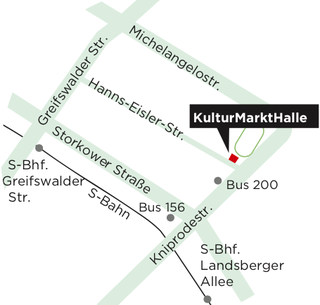 Michelangelostr.
Greifswalder Str.
Hanns-Eisler-Str.
KulturMarktHalle
Storkower Straße
S-Bhf.
Greifswalder
Str.
Bus 200
S-Bahn
Bus 156
Kniprodestr.
S-Bhf.
Landsberger
Allee